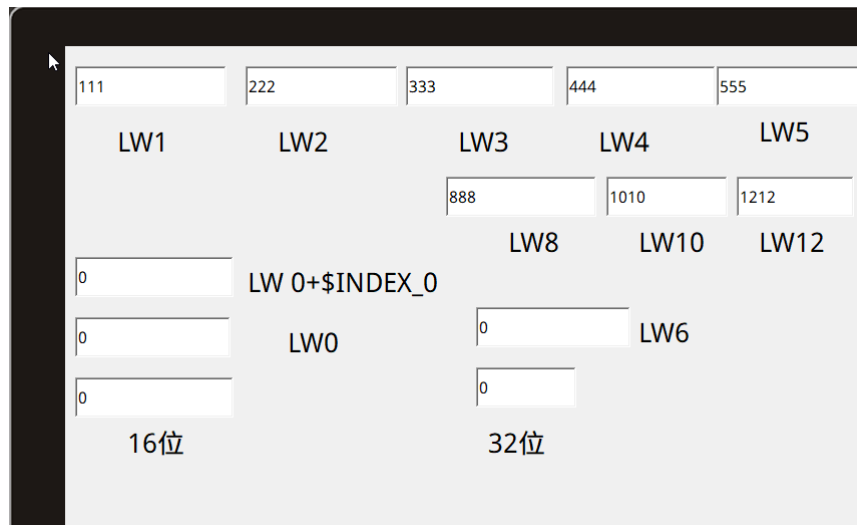 111 222 333 444 555
LW1 LW2 LW3 LW4 LW5
888 1010 1212
LW8 LW10 LW12
0 LW 0+$INDEX_0
0 LW6
0 LW0
0
0
16位 32位